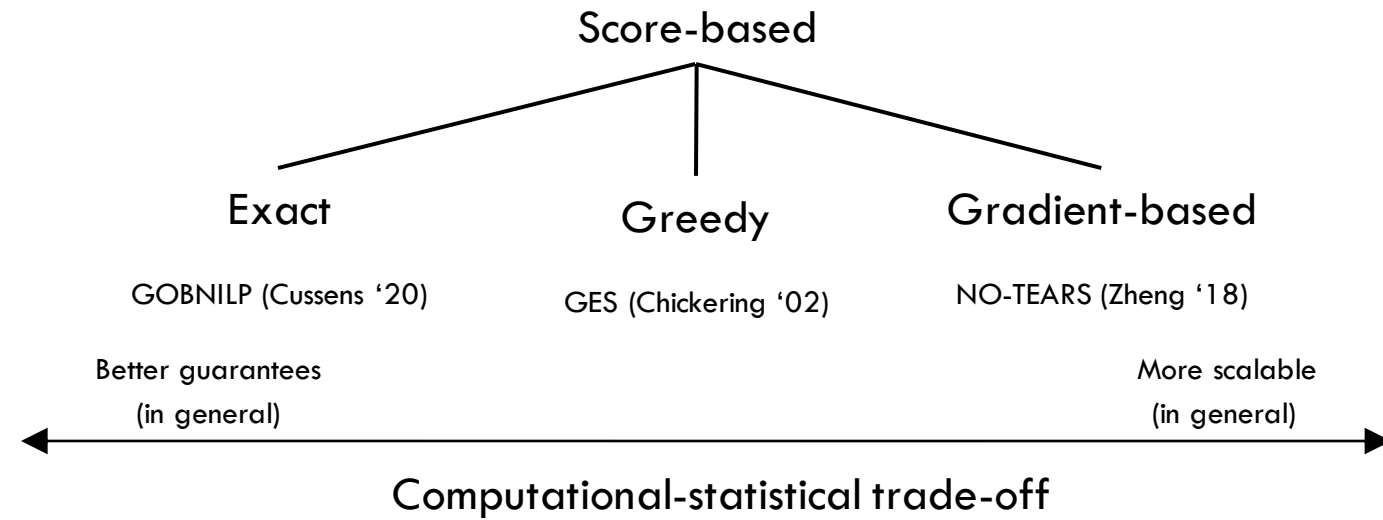 Score-based
Exact
Greedy
Gradient-based
GOBNILP (Cussens ‘20)
GES (Chickering ‘02)
NO-TEARS (Zheng ‘18)
Better guarantees
(in general)
More scalable
(in general)
Computational-statistical trade-off